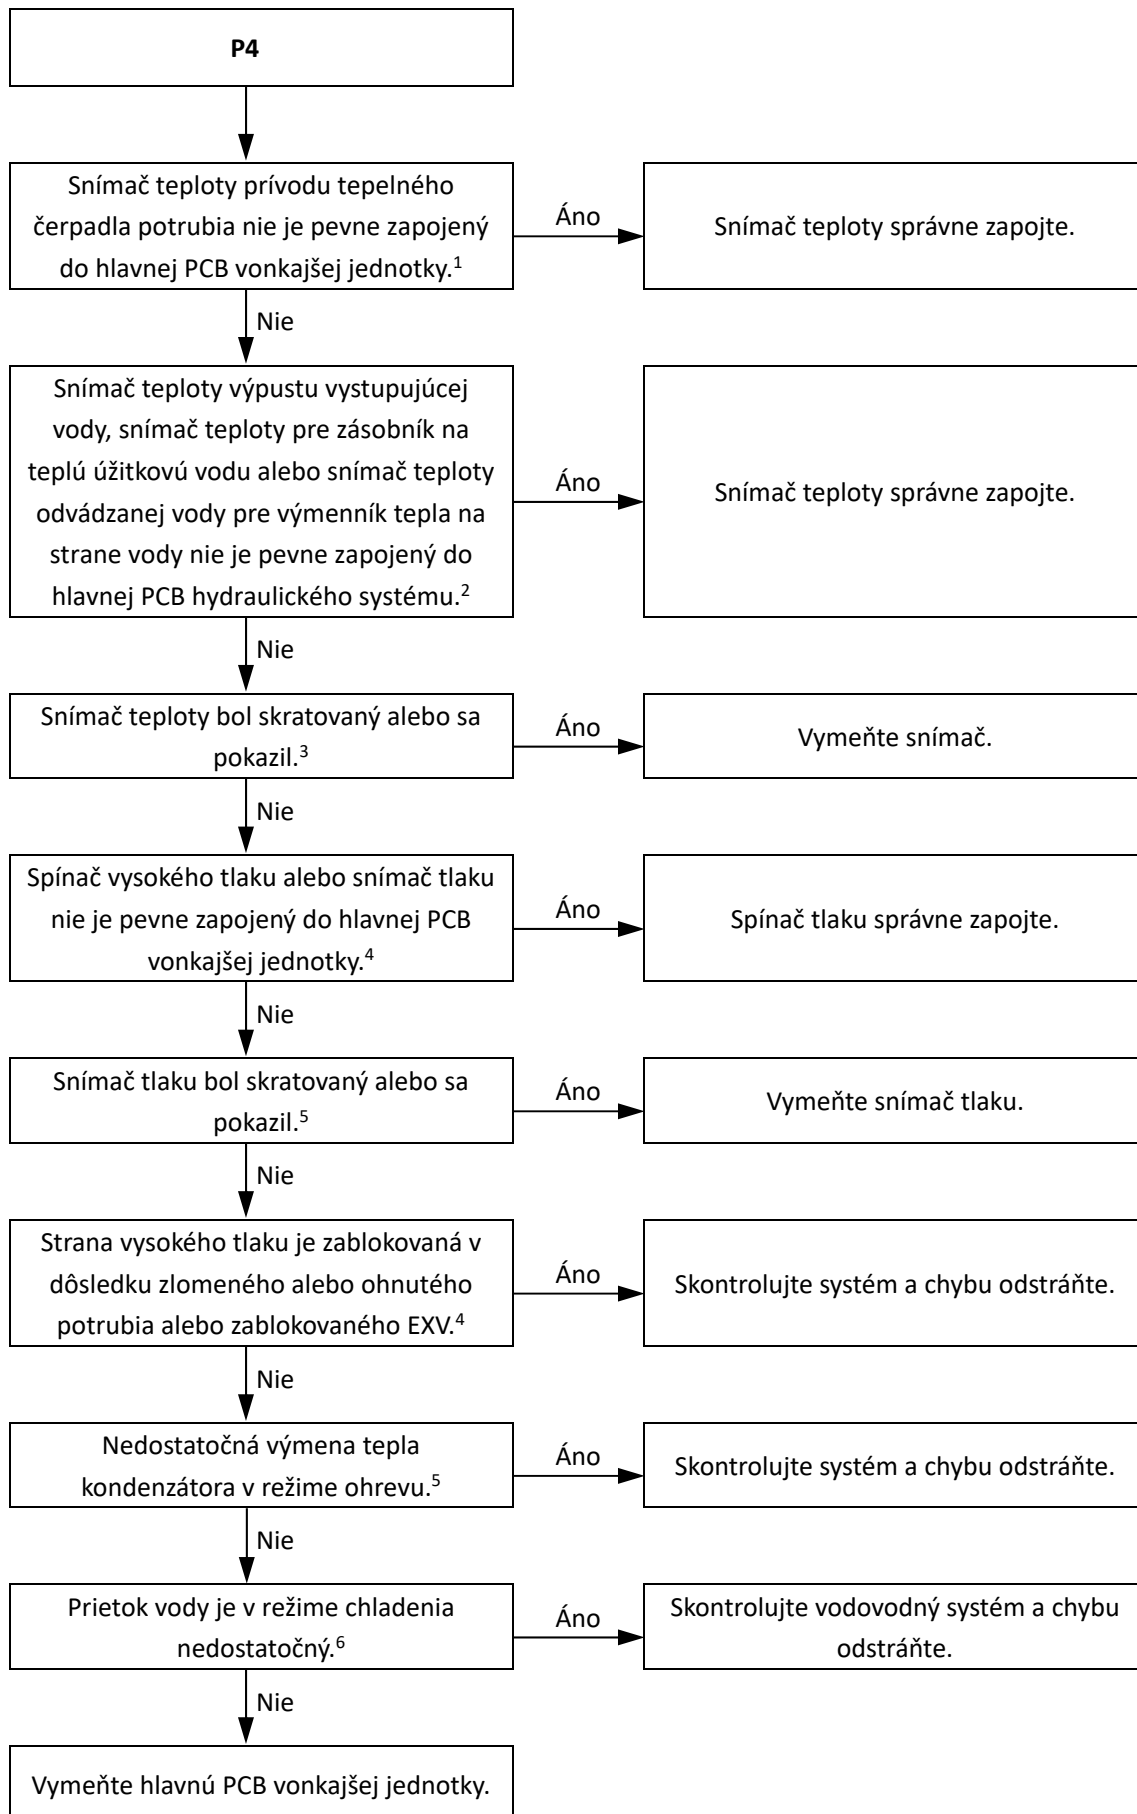 P4
Snímač teploty prívodu tepelného
čerpadla potrubia nie je pevne zapojený
do hlavnej PCB vonkajšej jednotky.¹
Áno
Snímač teploty správne zapojte.
Nie
Snímač teploty výpustu vystupujúcej
vody, snímač teploty pre zásobník na
teplú úžitkovú vodu alebo snímač teploty
odvádzanej vody pre výmenník tepla na
strane vody nie je pevne zapojený do
hlavnej PCB hydraulického systému.²
Áno
Snímač teploty správne zapojte.
Nie
Snímač teploty bol skratovaný alebo sa
pokazil.³
Áno
Vymeňte snímač.
Nie
Spínač vysokého tlaku alebo snímač tlaku
nie je pevne zapojený do hlavnej PCB
vonkajšej jednotky.⁴
Áno
Spínač tlaku správne zapojte.
Nie
Snímač tlaku bol skratovaný alebo sa
pokazil.⁵
Áno
Vymeňte snímač tlaku.
Nie
Strana vysokého tlaku je zablokovaná v
dôsledku zlomeného alebo ohnutého
potrubia alebo zablokovaného EXV.⁴
Áno
Skontrolujte systém a chybu odstráňte.
Nie
Nedostatočná výmena tepla
kondenzátora v režime ohrevu.⁵
Áno
Skontrolujte systém a chybu odstráňte.
Nie
Prietok vody je v režime chladenia
nedostatočný.⁶
Áno
Skontrolujte vodovodný systém a chybu
odstráňte.
Nie
Vymeňte hlavnú PCB vonkajšej jednotky.